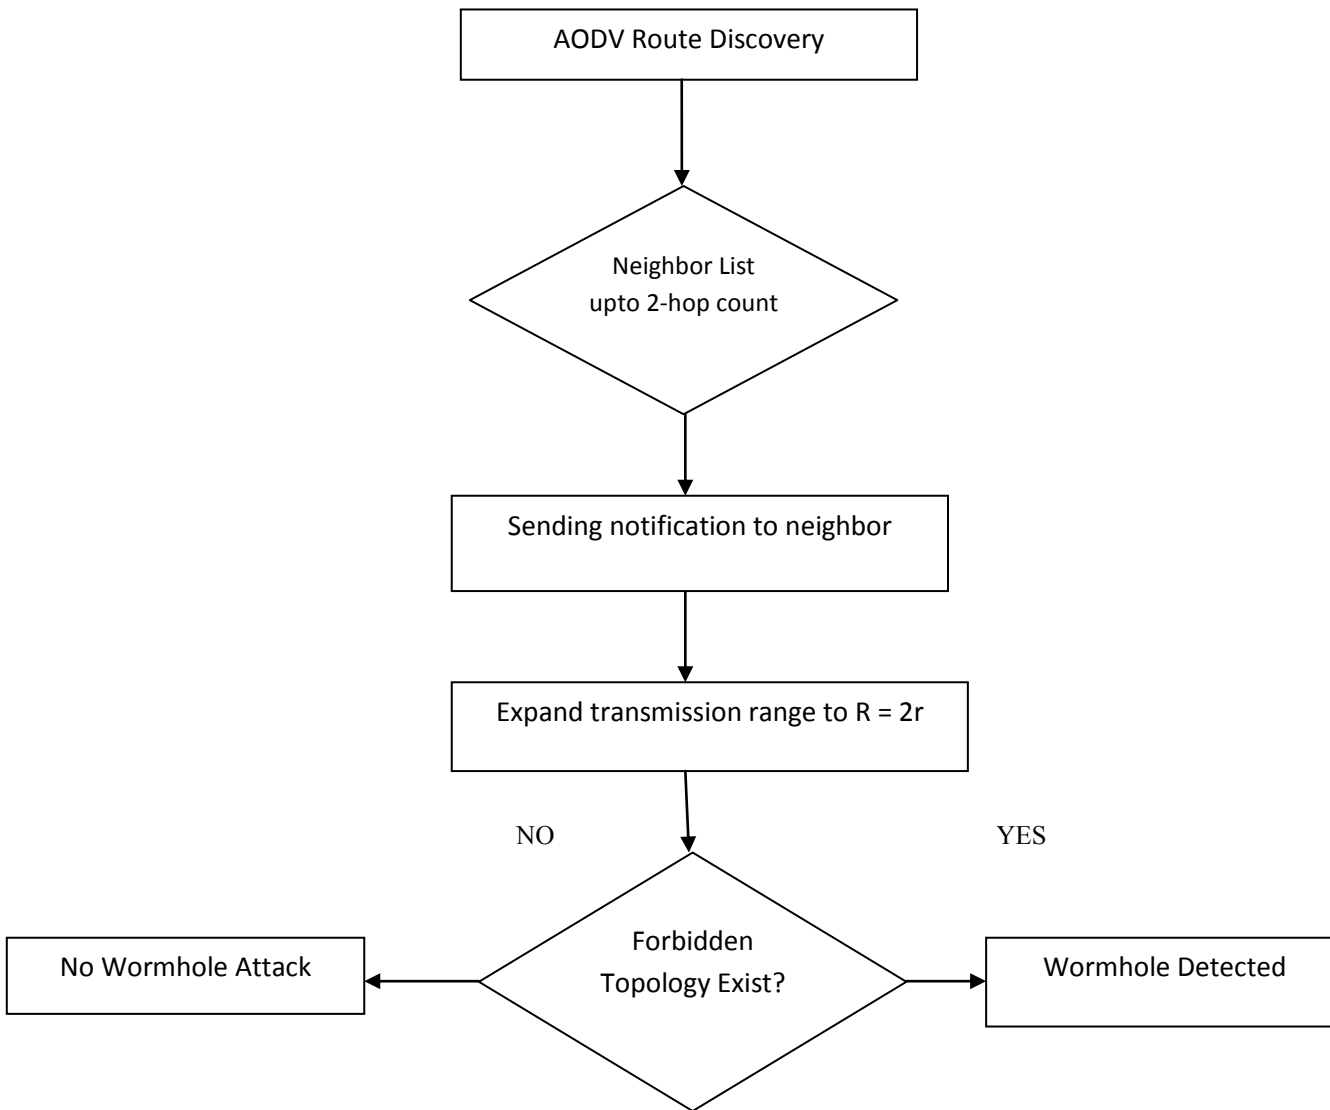 AODV Route Discovery
Neighbor List
upto 2-hop count
Sending notification to neighbor
Expand transmission range to R = 2r
NO
YES
Forbidden
Topology Exist?
No Wormhole Attack
Wormhole Detected